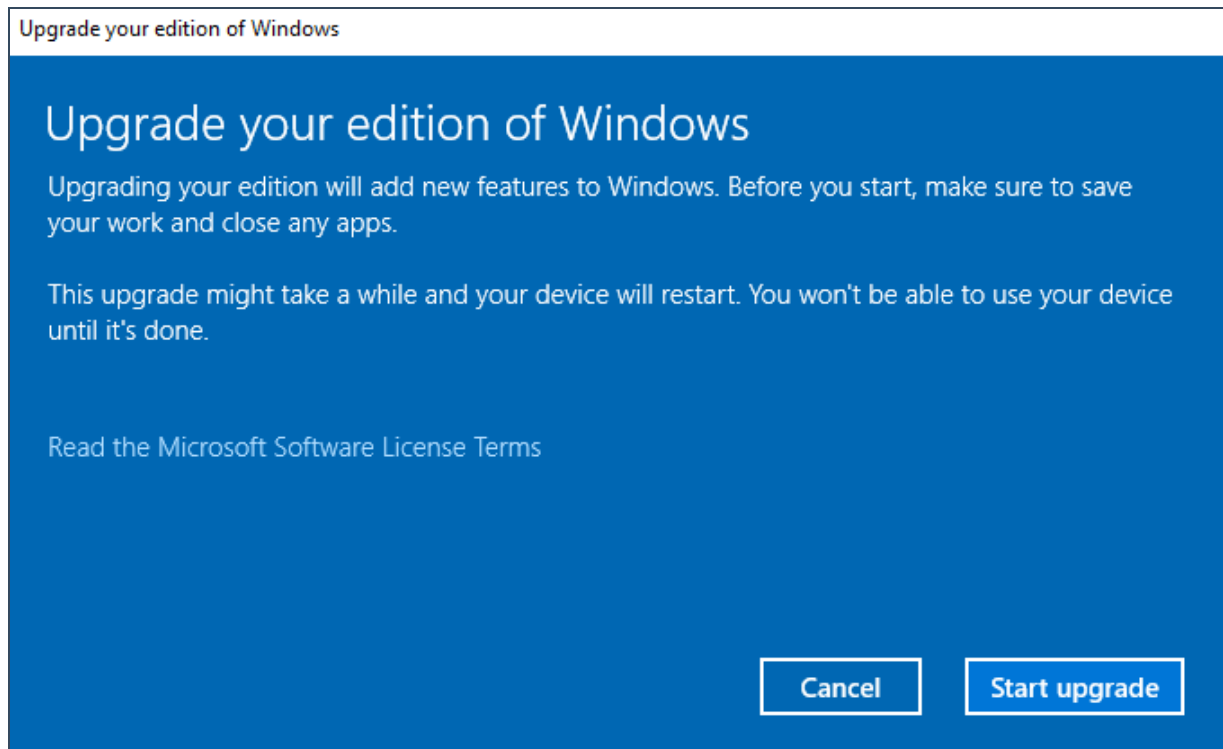 Upgrade your edition of Windows
Upgrade your edition of Windows
Upgrading your edition will add new features to Windows. Before you start, make sure to save
your work and close any apps.
This upgrade might take a while and your device will restart. You won't be able to use your device
until it's done.
Read the Microsoft Software License Terms
Cancel
Start upgrade